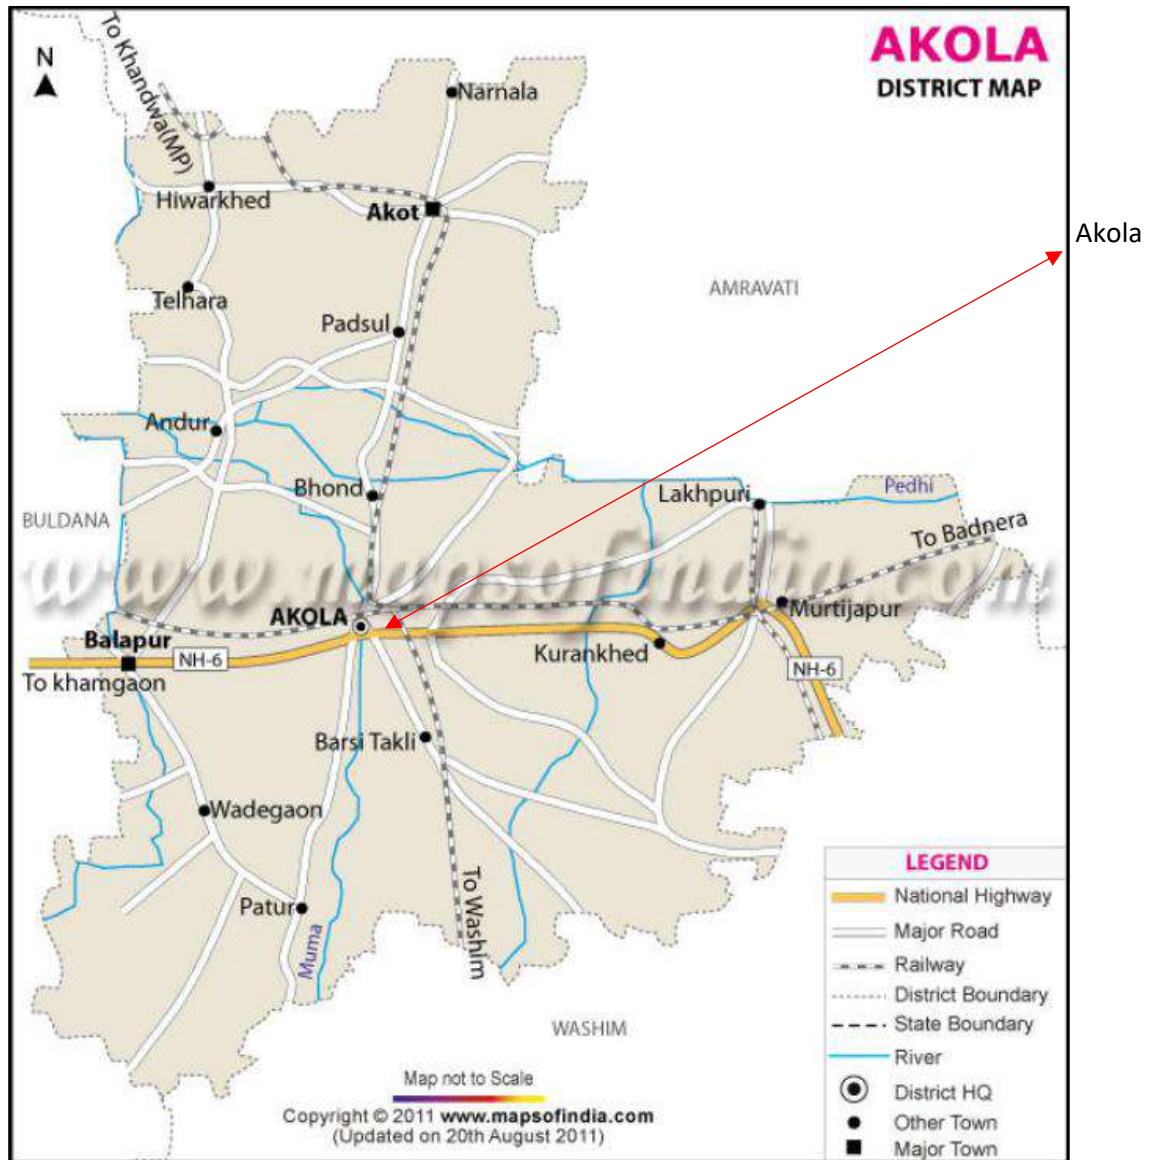 AKOLA
DISTRICT MAP
N
To Khandwa(MP)
Narnala
Hiwarkhed
Akot
Akola
Telhara
AMRAVATI
Padsul
Andur
Bhond
Lakhpuri
Pedhi
BULDANA
To Badnera
www.mapsofindia.com
AKOLA
Murtijapur
Balapur
NH-6
Kurankhed
NH-6
To khamgaon
Barsi Takli
Wadegaon
To Washim
Patur
Muma
WASHIM
LEGEND
National Highway
Major Road
Railway
District Boundary
State Boundary
River
District HQ
Other Town
Major Town
Map not to Scale
Copyright © 2011 www.mapsofindia.com
(Updated on 20th August 2011)